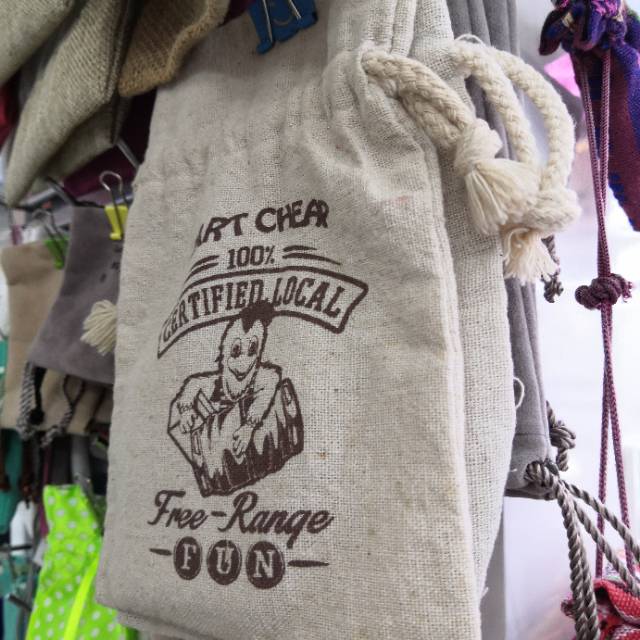 ART CHEAP
100%
CERTIFIED LOCAL
Free-Range
FUN